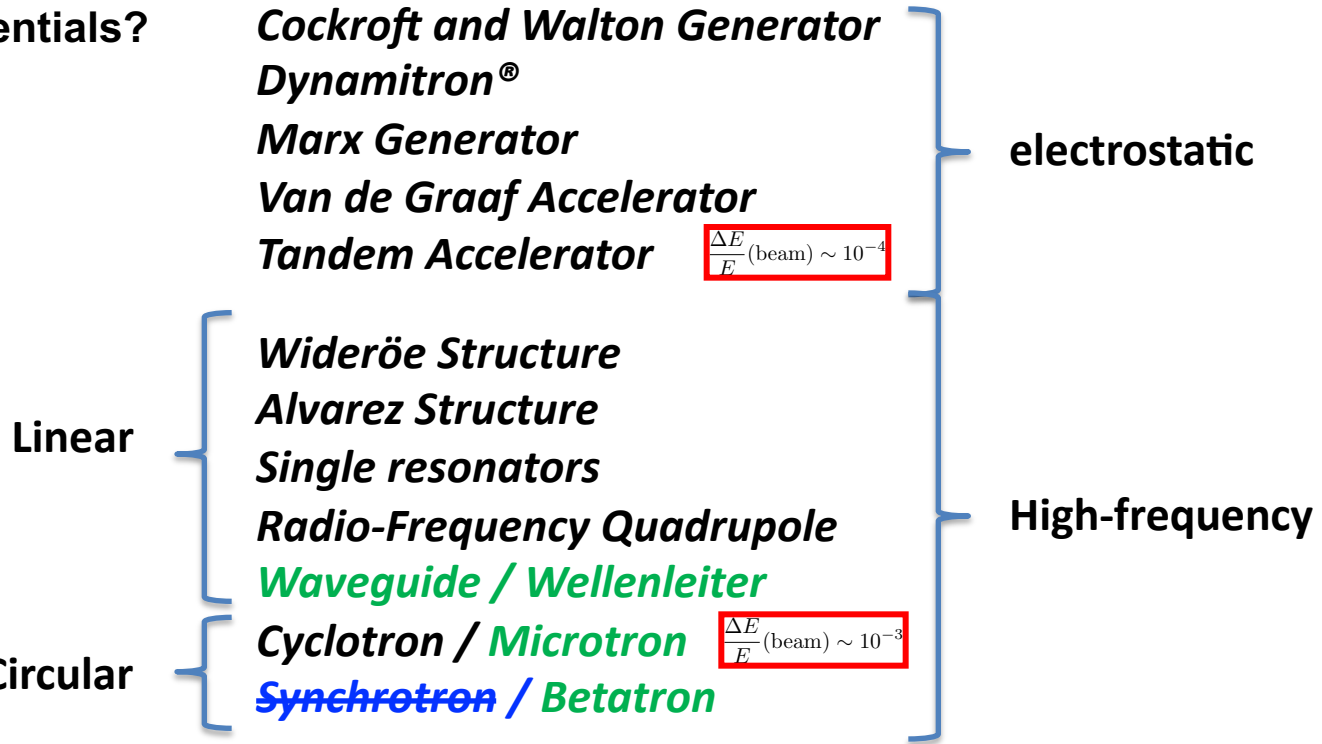 entials?
Cockroft and Walton Generator
Dynamitron®
Marx Generator
electrostatic
Van de Graaf Accelerator
Tandem Accelerator ΔE/E (beam) ~ 10⁻⁴
Wideröe Structure
Alvarez Structure
Linear
Single resonators
Radio-Frequency Quadrupole
High-frequency
Waveguide / Wellenleiter
Cyclotron / Microtron ΔE/E (beam) ~ 10⁻³
Circular
Synchrotron / Betatron